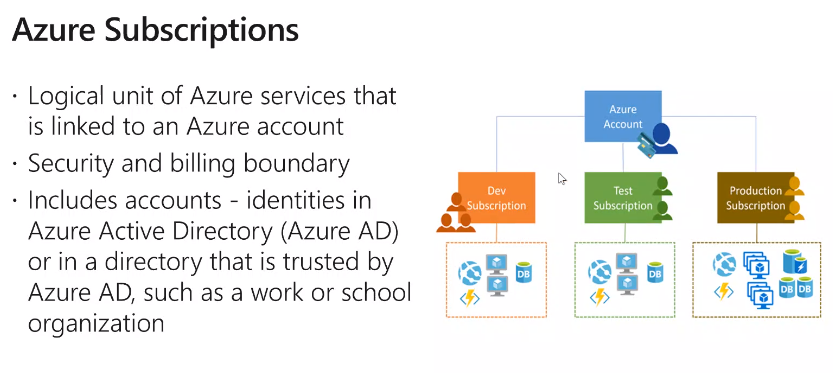 Azure Subscriptions
· Logical unit of Azure services that
is linked to an Azure account
· Security and billing boundary
· Includes accounts - identities in
Azure Active Directory (Azure AD)
or in a directory that is trusted by
Azure AD, such as a work or school
organization
Azure
Account
Dev
Subscription
Test
Subscription
Production
Subscription
DB
DB
DB DB